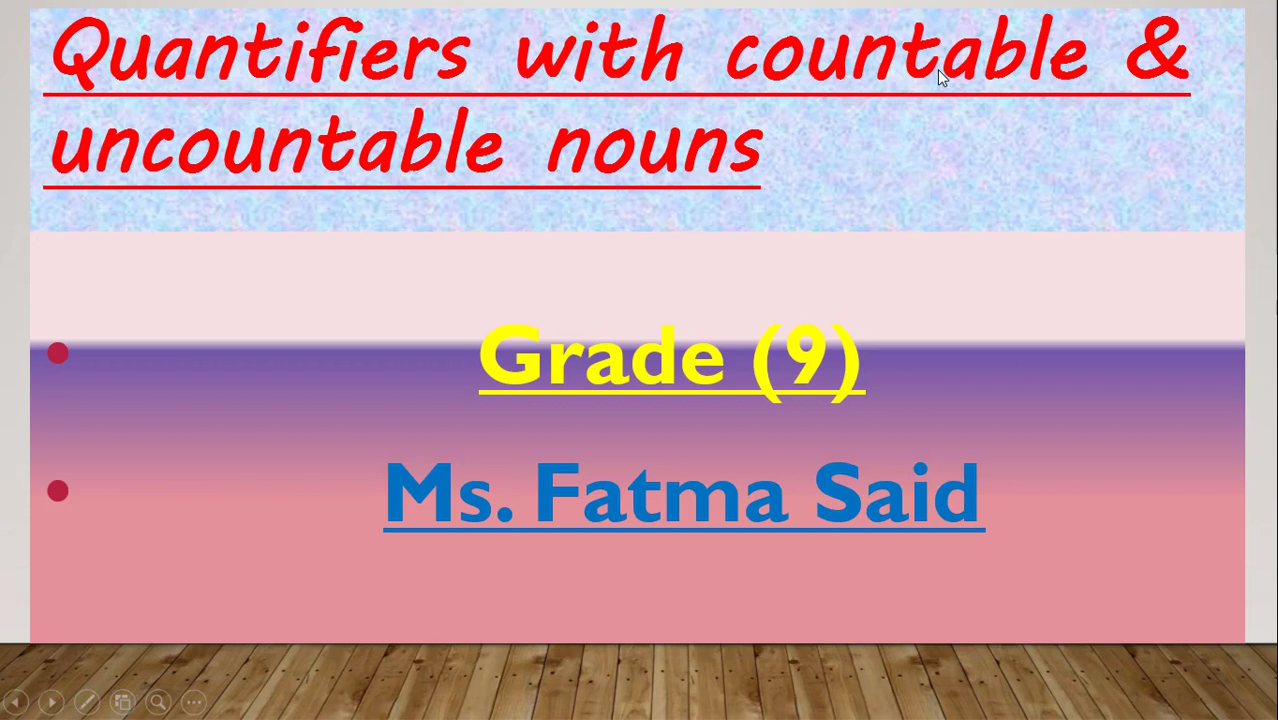 Quantifiers with countable &
uncountable nouns
• Grade (9)
• Ms. Fatma Said